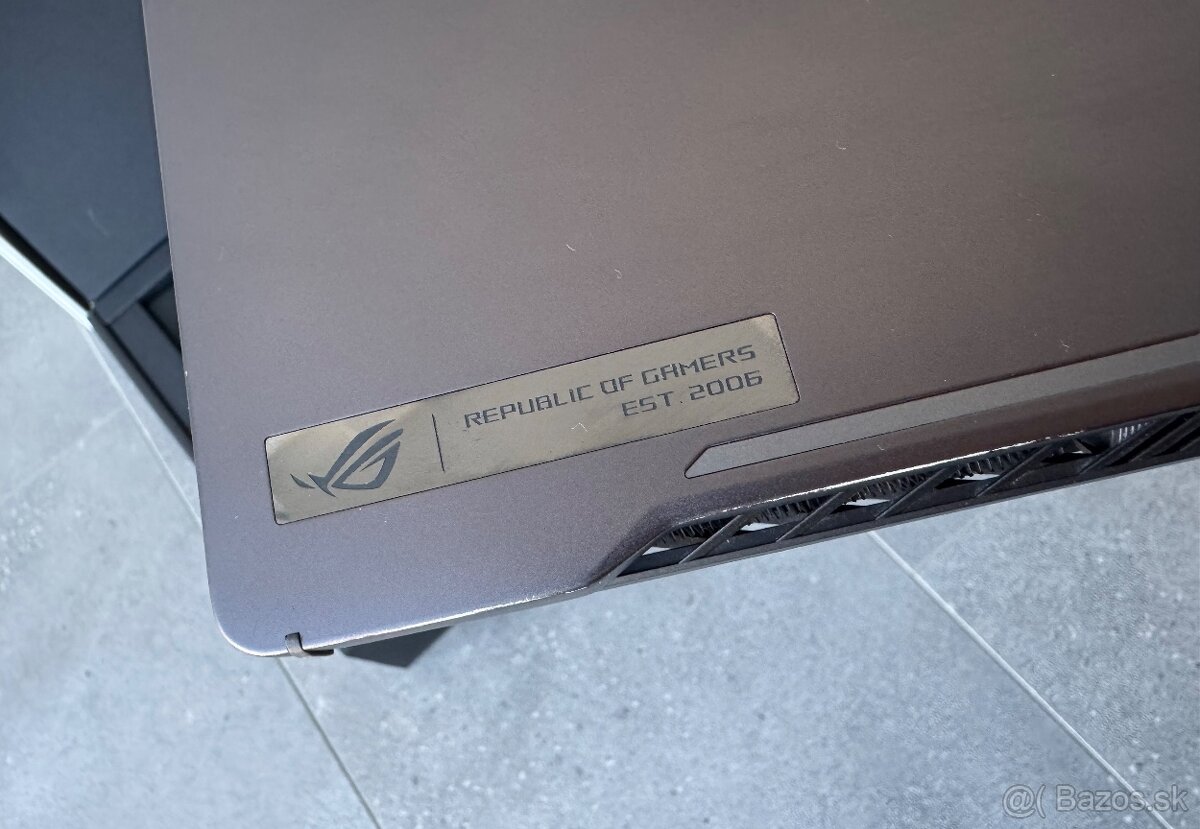 REPUBLIC OF GAMERS
EST. 2006
@( Bazos.sk